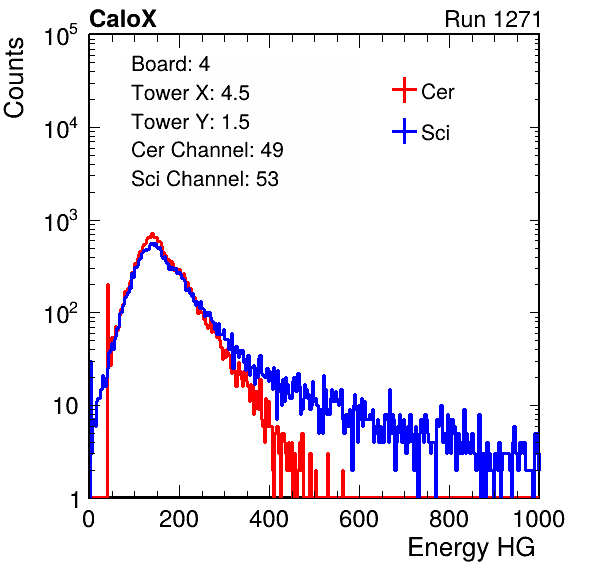 CaloX Run 1271
Counts
10^5
10^4
10^3
10^2
10
1
Board: 4
Tower X: 4.5
Tower Y: 1.5
Cer Channel: 49
Sci Channel: 53
Cer
Sci
0 200 400 600 800 1000
Energy HG